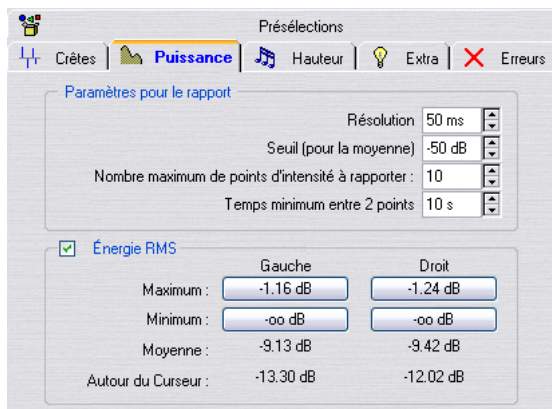 Présélections
Crêtes Puissance Hauteur Extra Erreurs
Paramètres pour le rapport
Résolution 50 ms
Seuil (pour la moyenne) -50 dB
Nombre maximum de points d'intensité à rapporter : 10
Temps minimum entre 2 points 10 s
Énergie RMS
Gauche Droit
Maximum : -1.16 dB -1.24 dB
Minimum : -oo dB -oo dB
Moyenne : -9.13 dB -9.42 dB
Autour du Curseur : -13.30 dB -12.02 dB